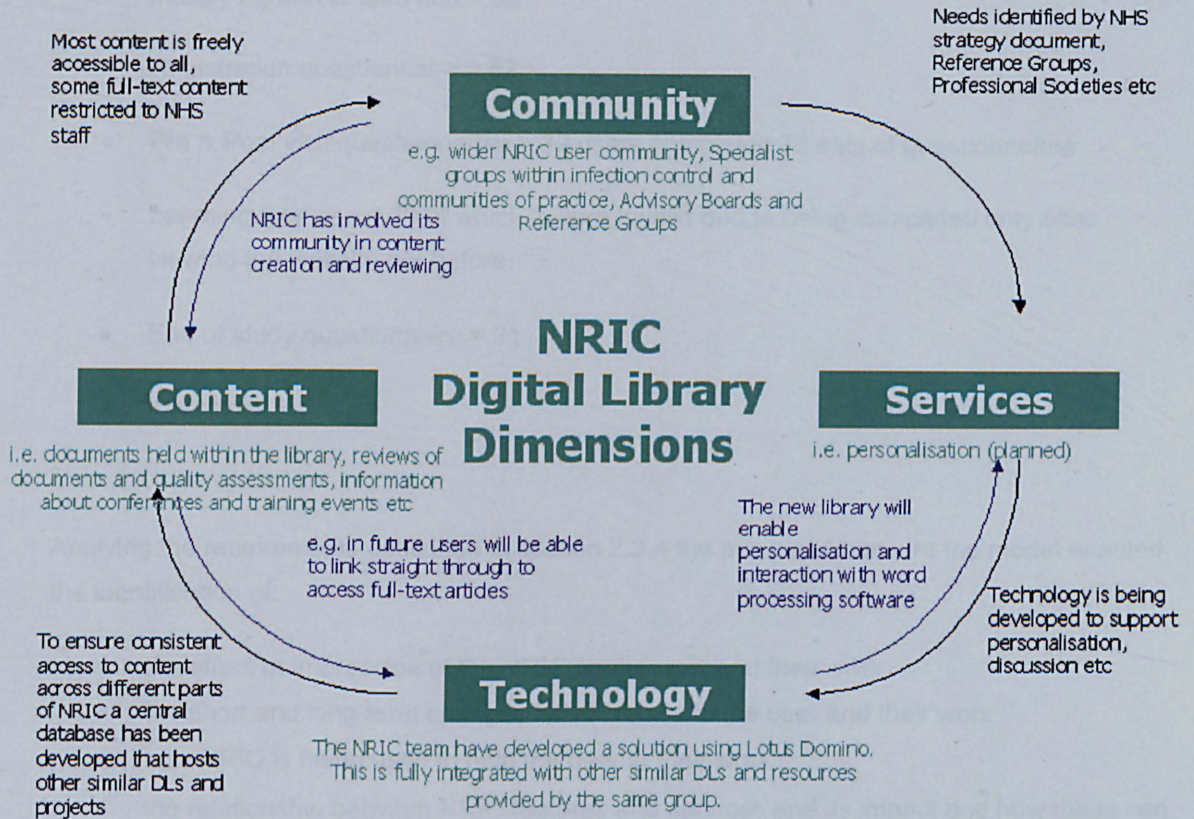 Most content is freely
accessible to all,
some full-text content
restricted to NHS
staff
Needs identified by NHS
strategy document,
Reference Groups,
Professional Societies etc
Community
e.g. wider NRIC user community, Specialist
groups within infection control and
communities of practice, Advisory Boards and
Reference Groups
NRIC has involved its
community in content
creation and reviewing
NRIC
Digital Library
Dimensions
Content
i.e. documents held within the library, reviews of
documents and quality assessments, information
about conferences and training events etc
Services
i.e. personalisation (planned)
e.g. in future users will be able
to link straight through to
access full-text articles
The new library will
enable
personalisation and
interaction with word
processing software
Technology is being
developed to support
personalisation,
discussion etc
To ensure consistent
access to content
across different parts
of NRIC a central
database has been
developed that hosts
other similar DLs and
projects
Technology
The NRIC team have developed a solution using Lotus Domino.
This is fully integrated with other similar DLs and resources
provided by the same group.